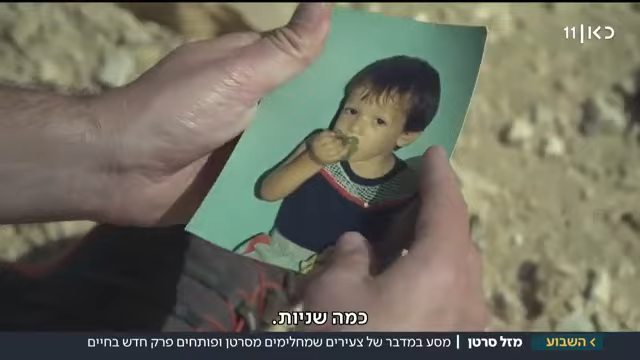 כאן|11
כמה שניות.
השבוע | מזל סרטן | מסע במדבר של צעירים שמחלימים מסרטן ופותחים פרק חדש בחיים